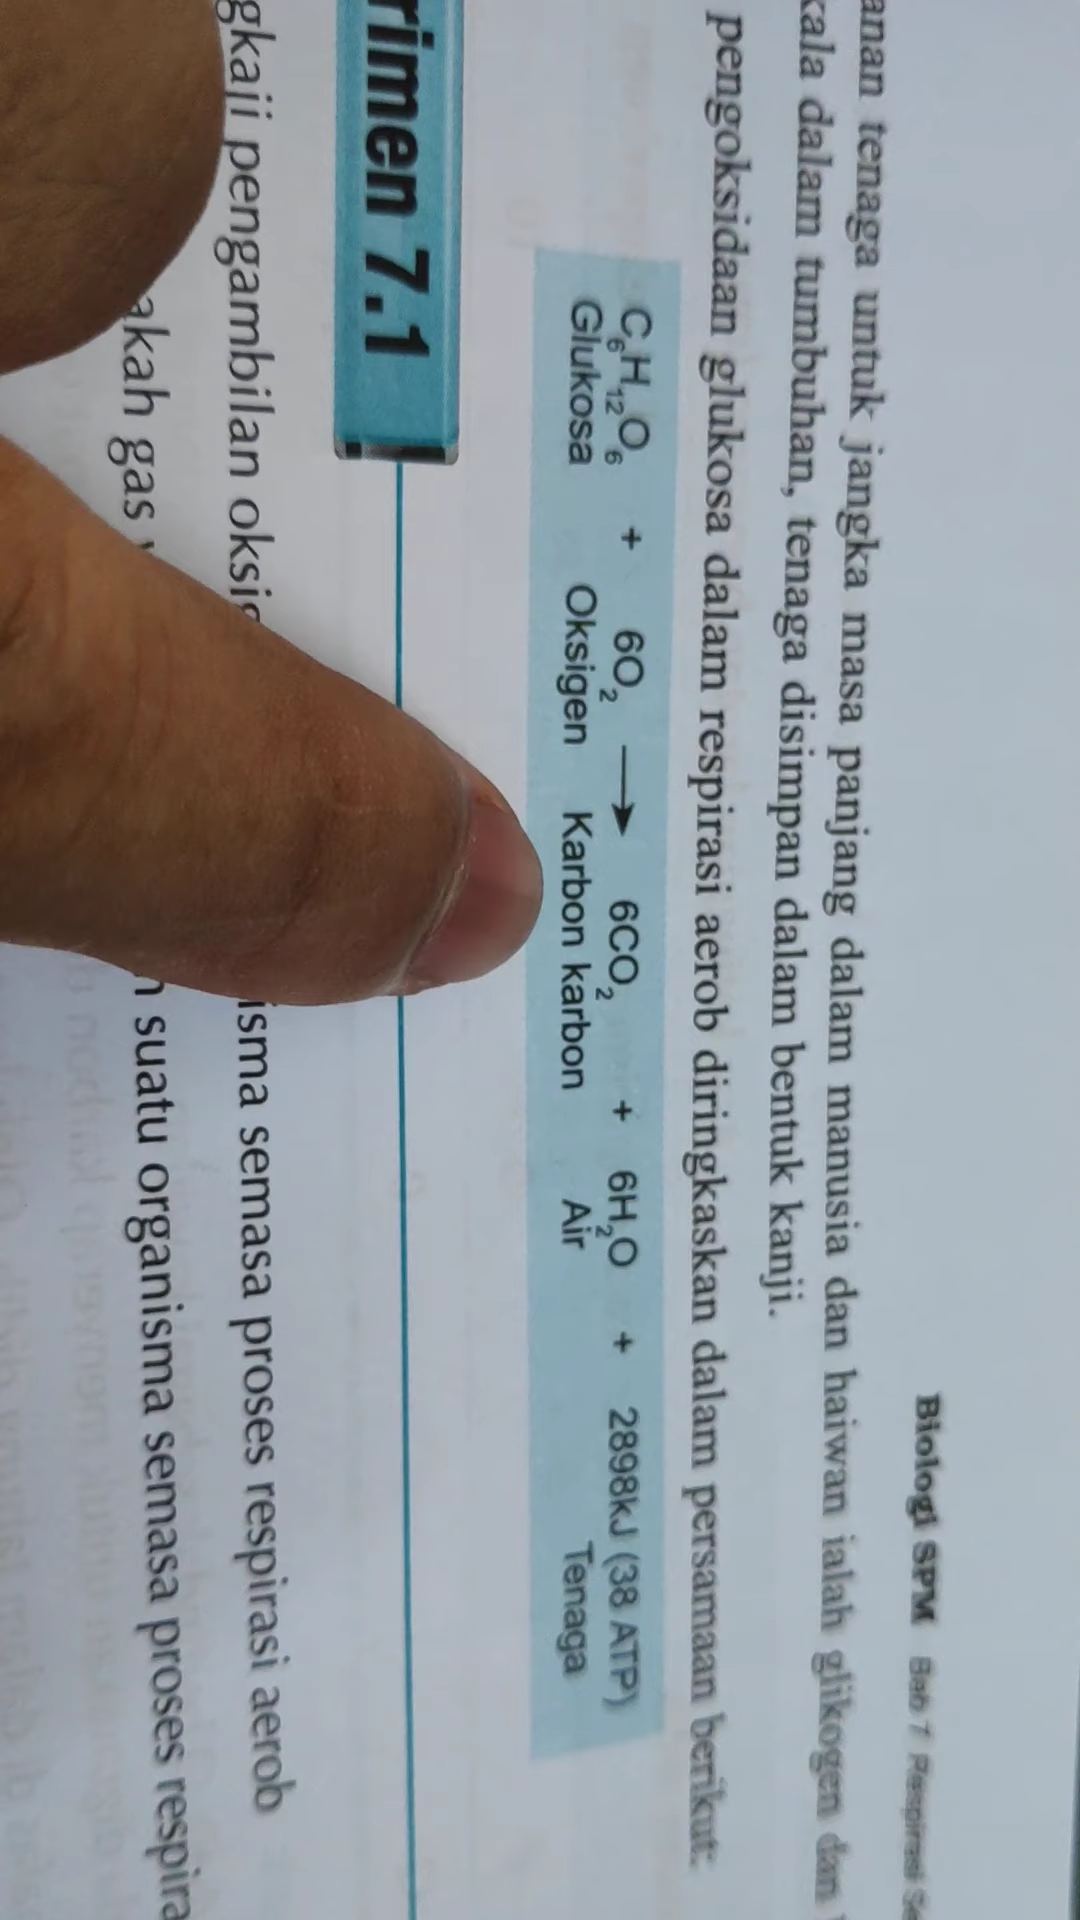 Biologi SPM Bab 7 Respirasi
anan tenaga untuk jangka masa panjang dalam manusia dan haiwan ialah glikogen dan
kala dalam tumbuhan, tenaga disimpan dalam bentuk kanji.
pengoksidaan glukosa dalam respirasi aerob diringkaskan dalam persamaan berikut:
C₆H₁₂O₆ + 6O₂ → 6CO₂ + 6H₂O + 2898kJ (38 ATP)
Glukosa Oksigen Karbon karbon Air Tenaga
rimen 7.1
gkaji pengambilan oksig isma semasa proses respirasi aerob
akah gas n suatu organisma semasa proses respira